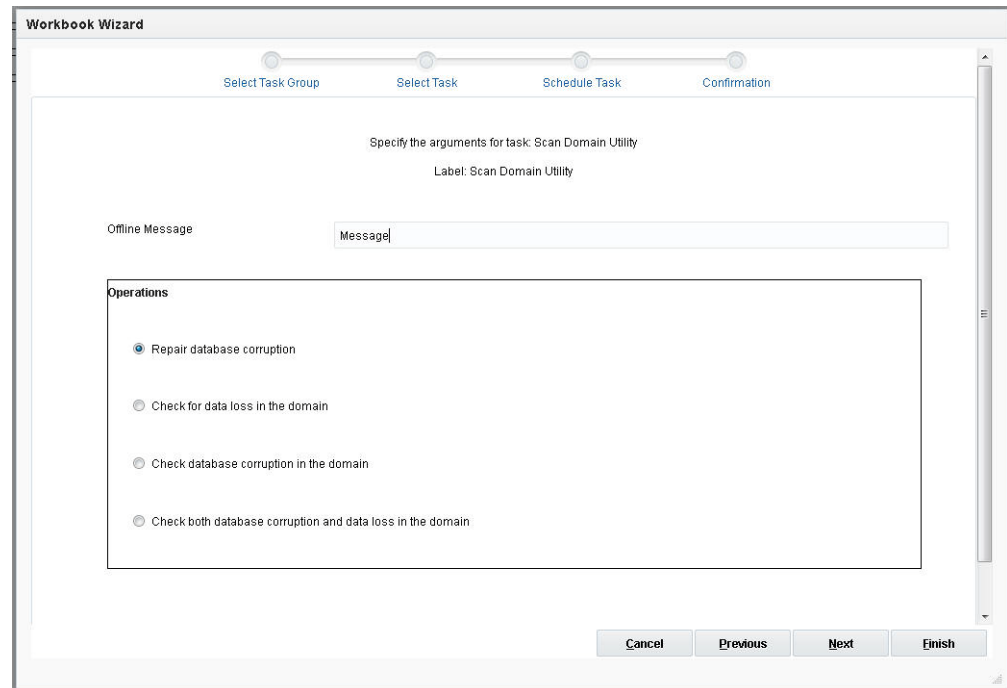 Workbook Wizard
Select Task Group Select Task Schedule Task Confirmation
Specify the arguments for task: Scan Domain Utility
Label: Scan Domain Utility
Offline Message Message
Operations
Repair database corruption
Check for data loss in the domain
Check database corruption in the domain
Check both database corruption and data loss in the domain
Cancel Previous Next Finish